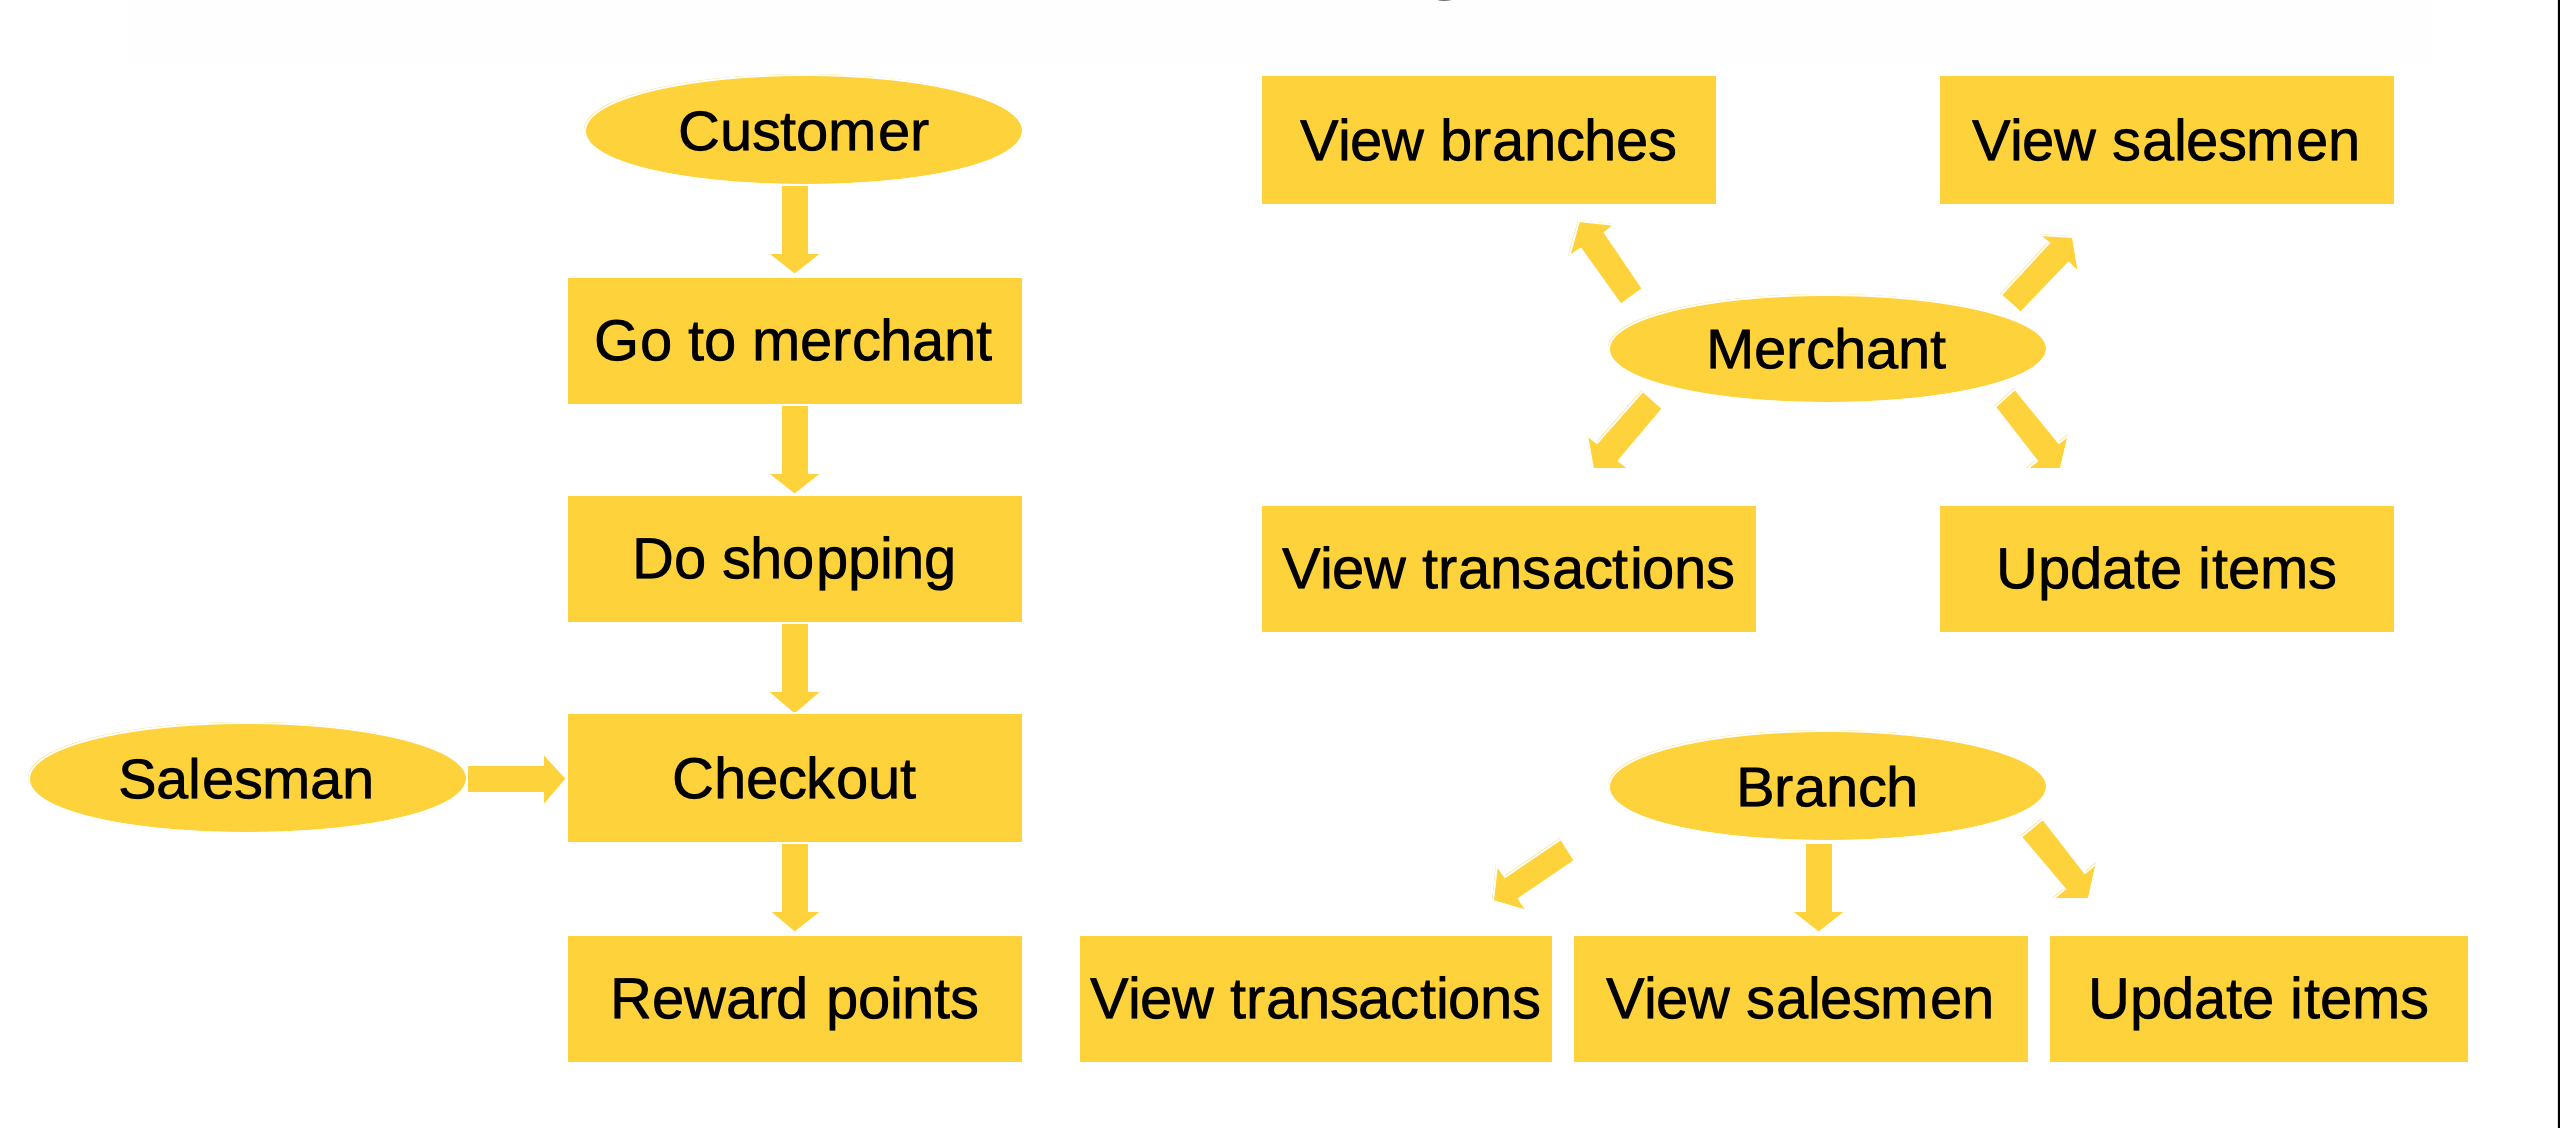 Customer
Go to merchant
Do shopping
Salesman
Checkout
Reward points
View branches
View salesmen
Merchant
View transactions
Update items
Branch
View transactions
View salesmen
Update items